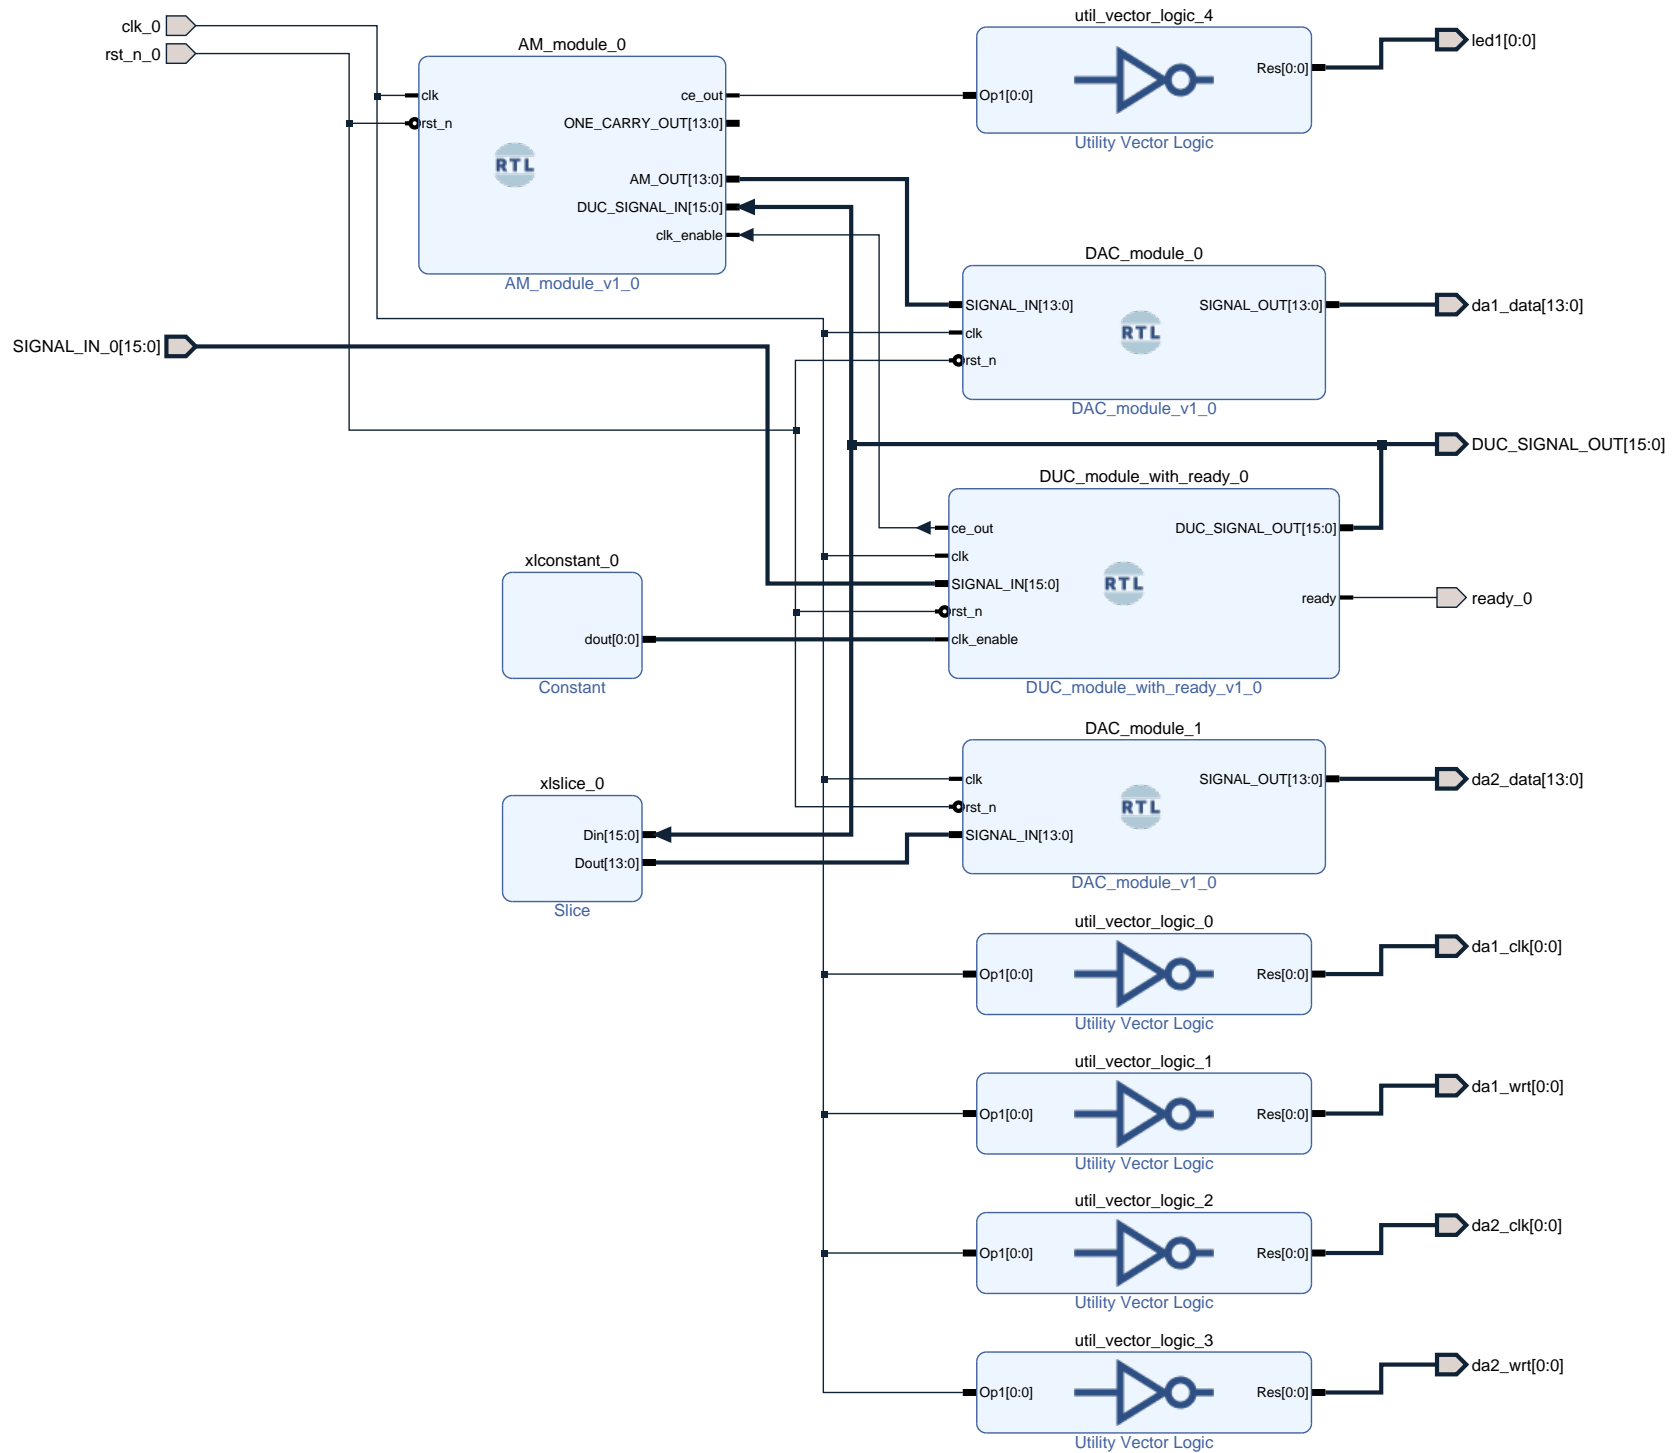 clk_0
rst_n_0
AM_module_0
clk
rst_n
RTL
ce_out
ONE_CARRY_OUT[13:0]
AM_OUT[13:0]
DUC_SIGNAL_IN[15:0]
clk_enable
AM_module_v1_0
util_vector_logic_4
Op1[0:0]
Res[0:0]
Utility Vector Logic
led1[0:0]
SIGNAL_IN_0[15:0]
DAC_module_0
SIGNAL_IN[13:0]
clk
rst_n
RTL
SIGNAL_OUT[13:0]
DAC_module_v1_0
da1_data[13:0]
DUC_SIGNAL_OUT[15:0]
DUC_module_with_ready_0
ce_out
clk
SIGNAL_IN[15:0]
rst_n
clk_enable
RTL
DUC_SIGNAL_OUT[15:0]
ready
DUC_module_with_ready_v1_0
ready_0
xlconstant_0
dout[0:0]
Constant
DAC_module_1
clk
rst_n
SIGNAL_IN[13:0]
RTL
SIGNAL_OUT[13:0]
DAC_module_v1_0
da2_data[13:0]
xlslice_0
Din[15:0]
Dout[13:0]
Slice
util_vector_logic_0
Op1[0:0]
Res[0:0]
Utility Vector Logic
da1_clk[0:0]
util_vector_logic_1
Op1[0:0]
Res[0:0]
Utility Vector Logic
da1_wrt[0:0]
util_vector_logic_2
Op1[0:0]
Res[0:0]
Utility Vector Logic
da2_clk[0:0]
util_vector_logic_3
Op1[0:0]
Res[0:0]
Utility Vector Logic
da2_wrt[0:0]